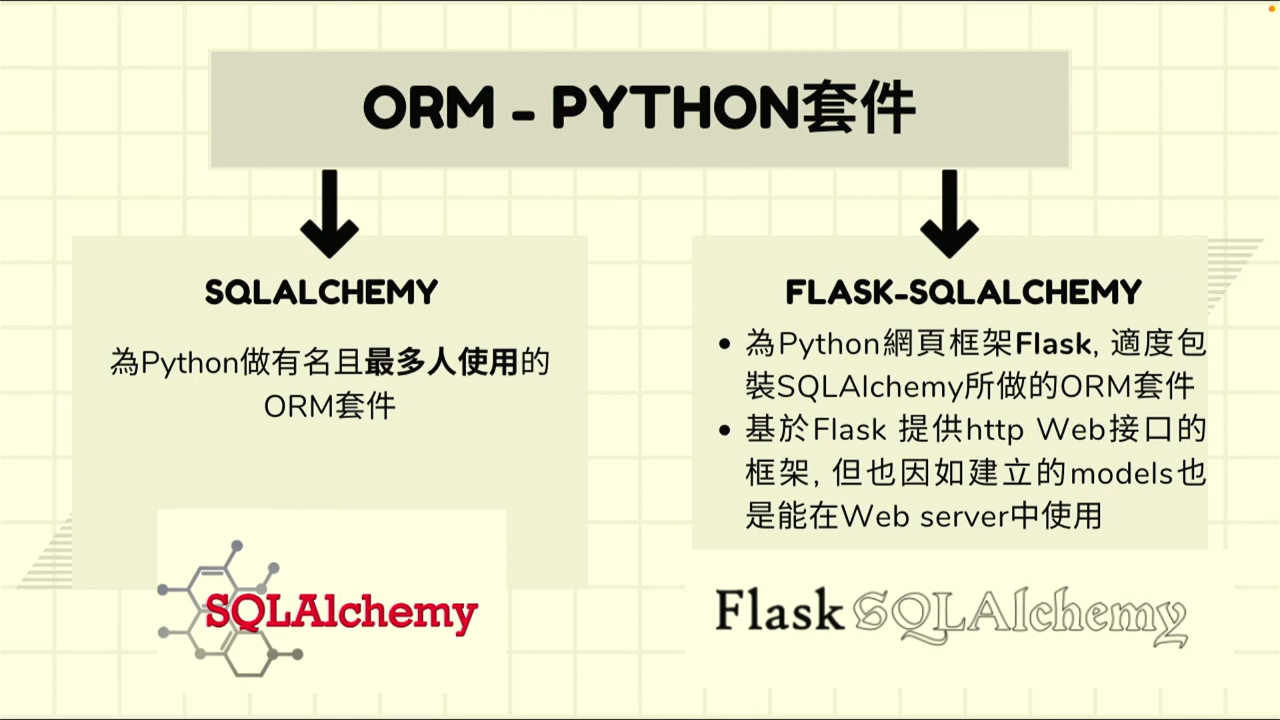 ORM - PYTHON套件
SQLALCHEMY
為Python做有名且最多人使用的
ORM套件
SQLAlchemy
FLASK-SQLALCHEMY
• 為Python網頁框架Flask, 適度包
裝SQLAlchemy所做的ORM套件
• 基於Flask 提供http Web接口的
框架, 但也因如建立的models也
是能在Web server中使用
Flask SQLAlchemy